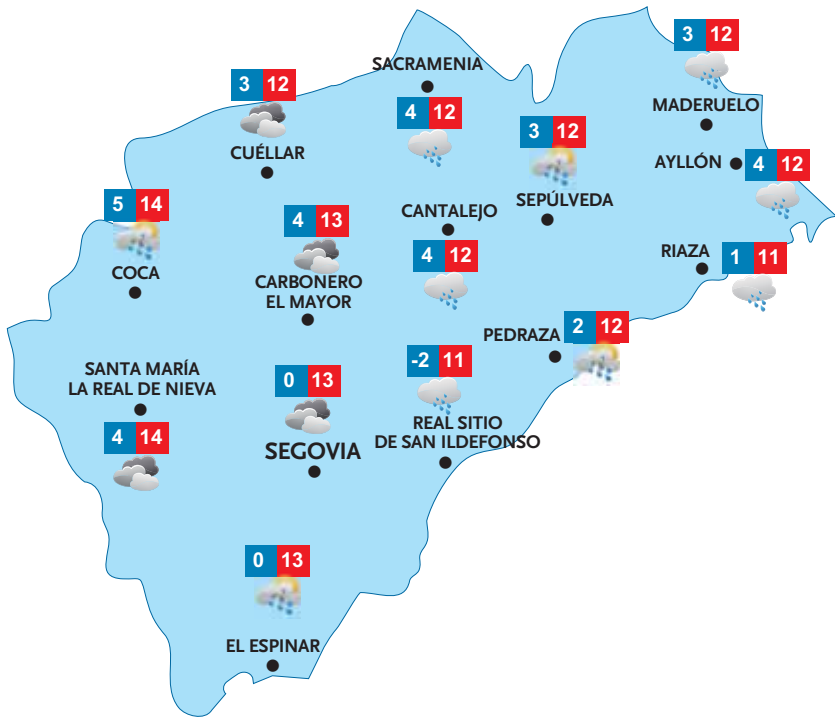 3 12
MADERUELO
SACRAMENIA
4 12
3 12
CUÉLLAR
3 12
SEPÚLVEDA
AYLLÓN
4 12
5 14
COCA
4 13
CARBONERO
EL MAYOR
CANTALEJO
4 12
RIAZA
1 11
PEDRAZA
2 12
SANTA MARÍA
LA REAL DE NIEVA
4 14
0 13
SEGOVIA
-2 11
REAL SITIO
DE SAN ILDEFONSO
0 13
EL ESPINAR